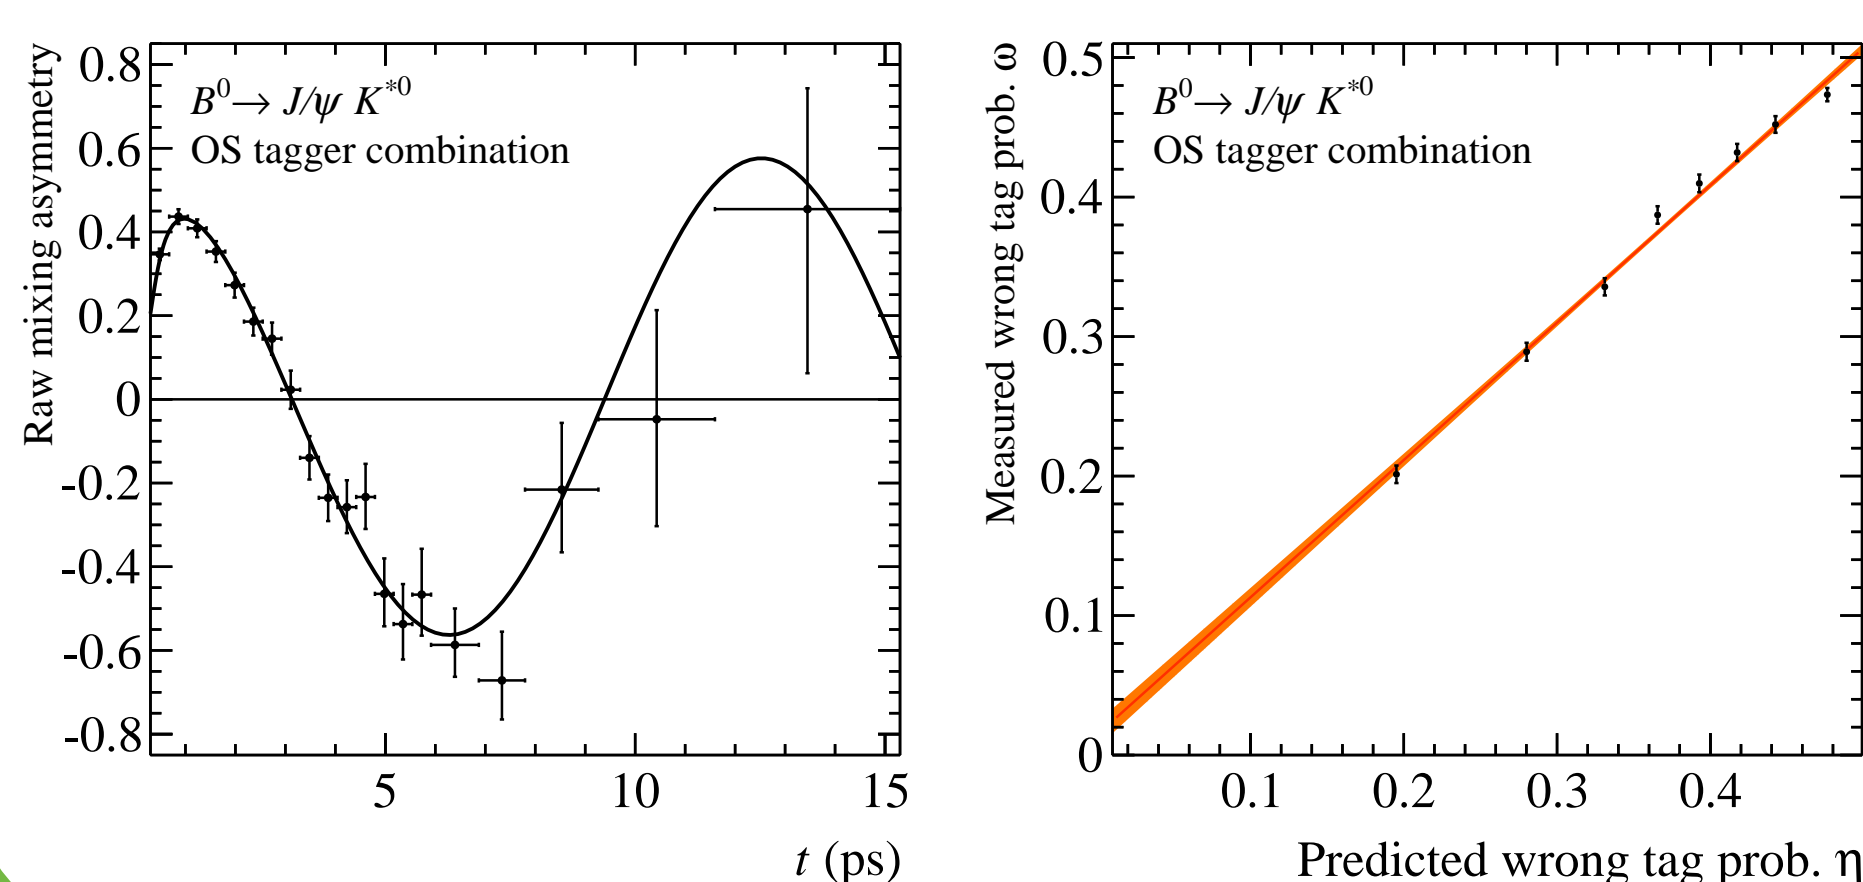 Raw mixing asymmetry
0.8
0.6
0.4
0.2
0
-0.2
-0.4
-0.6
-0.8
B⁰→ J/ψ K*⁰
OS tagger combination
5
10
15
t (ps)
Measured wrong tag prob. ω
0.5
0.4
0.3
0.2
0.1
0
B⁰→ J/ψ K*⁰
OS tagger combination
0.1
0.2
0.3
0.4
Predicted wrong tag prob. η